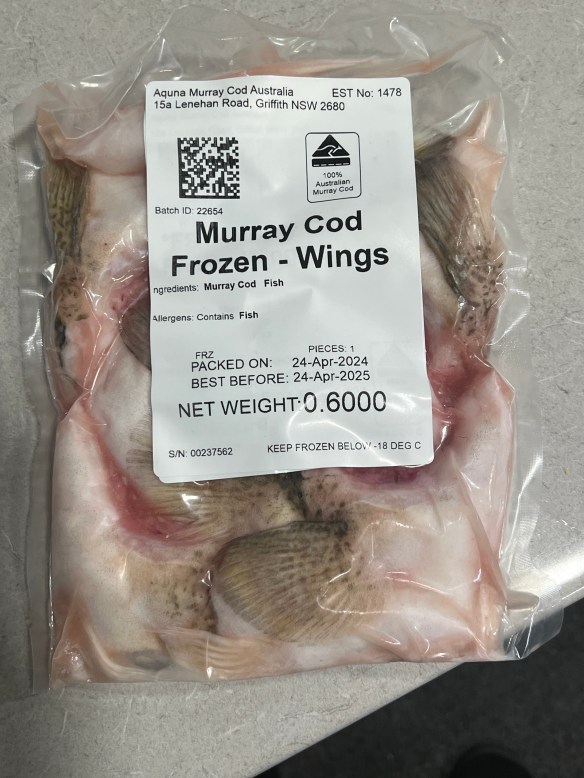 Aquna Murray Cod Australia EST No: 1478
15a Lenehan Road, Griffith NSW 2680
100%
Australian
Murray Cod
Batch ID: 22654
Murray Cod
Frozen - Wings
ngredients: Murray Cod Fish
Allergens: Contains Fish
FRZ PIECES: 1
PACKED ON: 24-Apr-2024
BEST BEFORE: 24-Apr-2025
NET WEIGHT:0.6000
S/N: 00237562 KEEP FROZEN BELOW -18 DEG C